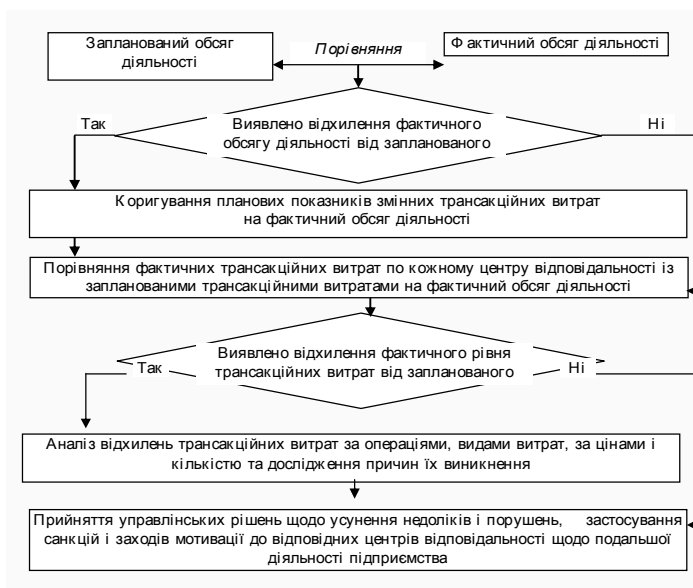 Запланований обсяг
діяльності
Порівняння
Фактичний обсяг діяльності
Так
Виявлено відхилення фактичного
обсягу діяльності від запланованого
Ні
Коригування планових показників змінних трансакційних витрат
на фактичний обсяг діяльності
Порівняння фактичних трансакційних витрат по кожному центру відповідальності із
запланованими трансакційними витратами на фактичний обсяг діяльності
Виявлено відхилення фактичного рівня
трансакційних витрат від запланованого
Так
Ні
Аналіз відхилень трансакційних витрат за операціями, видами витрат, за цінами і
кількістю та дослідження причин їх виникнення
Прийняття управлінських рішень щодо усунення недоліків і порушень, застосування
санкцій і заходів мотивації до відповідних центрів відповідальності щодо подальшої
діяльності підприємства